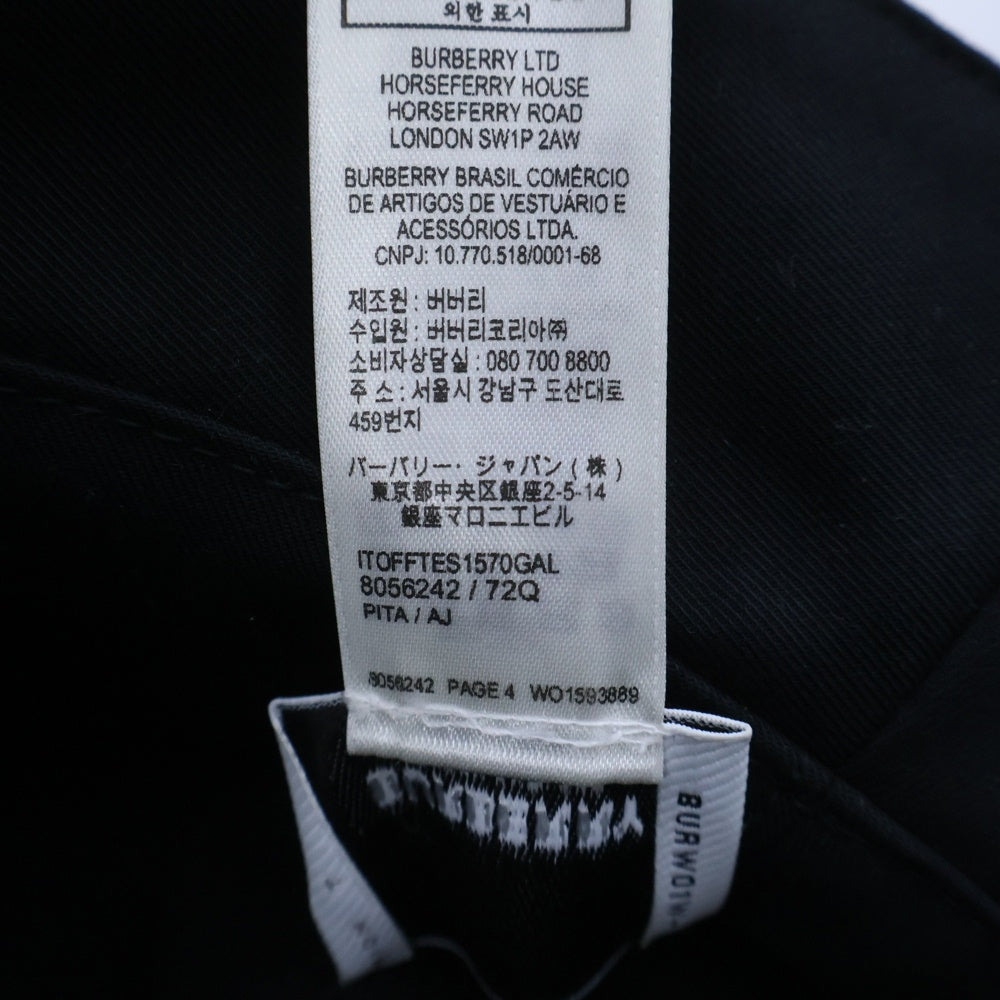 외한 표시
BURBERRY LTD
HORSEFERRY HOUSE
HORSEFERRY ROAD
LONDON SW1P 2AW
BURBERRY BRASIL COMÉRCIO
DE ARTIGOS DE VESTUÁRIO E
ACESSÓRIOS LTDA.
CNPJ: 10.770.518/0001-68
제조원 : 버버리
수입원 : 버버리코리아㈜
소비자상담실 : 080 700 8800
주 소 : 서울시 강남구 도산대로
459번지
バーバリー・ジャパン ( 株 )
東京都中央区銀座2-5-14
銀座マロニエビル
ITOFFTES1570GAL
8056242 / 72Q
PITA / AJ
8056242 PAGE 4 WO1593889
BURW01W-